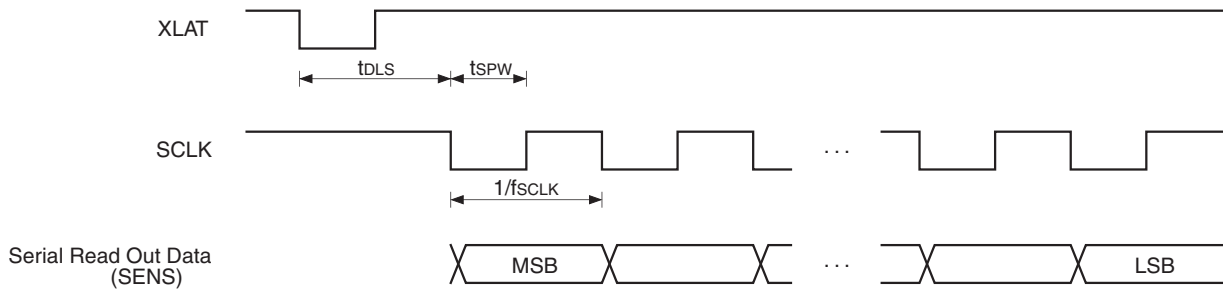 XLAT
tDLS
tSPW
SCLK
...
1/fSCLK
Serial Read Out Data
(SENS)
MSB
...
LSB